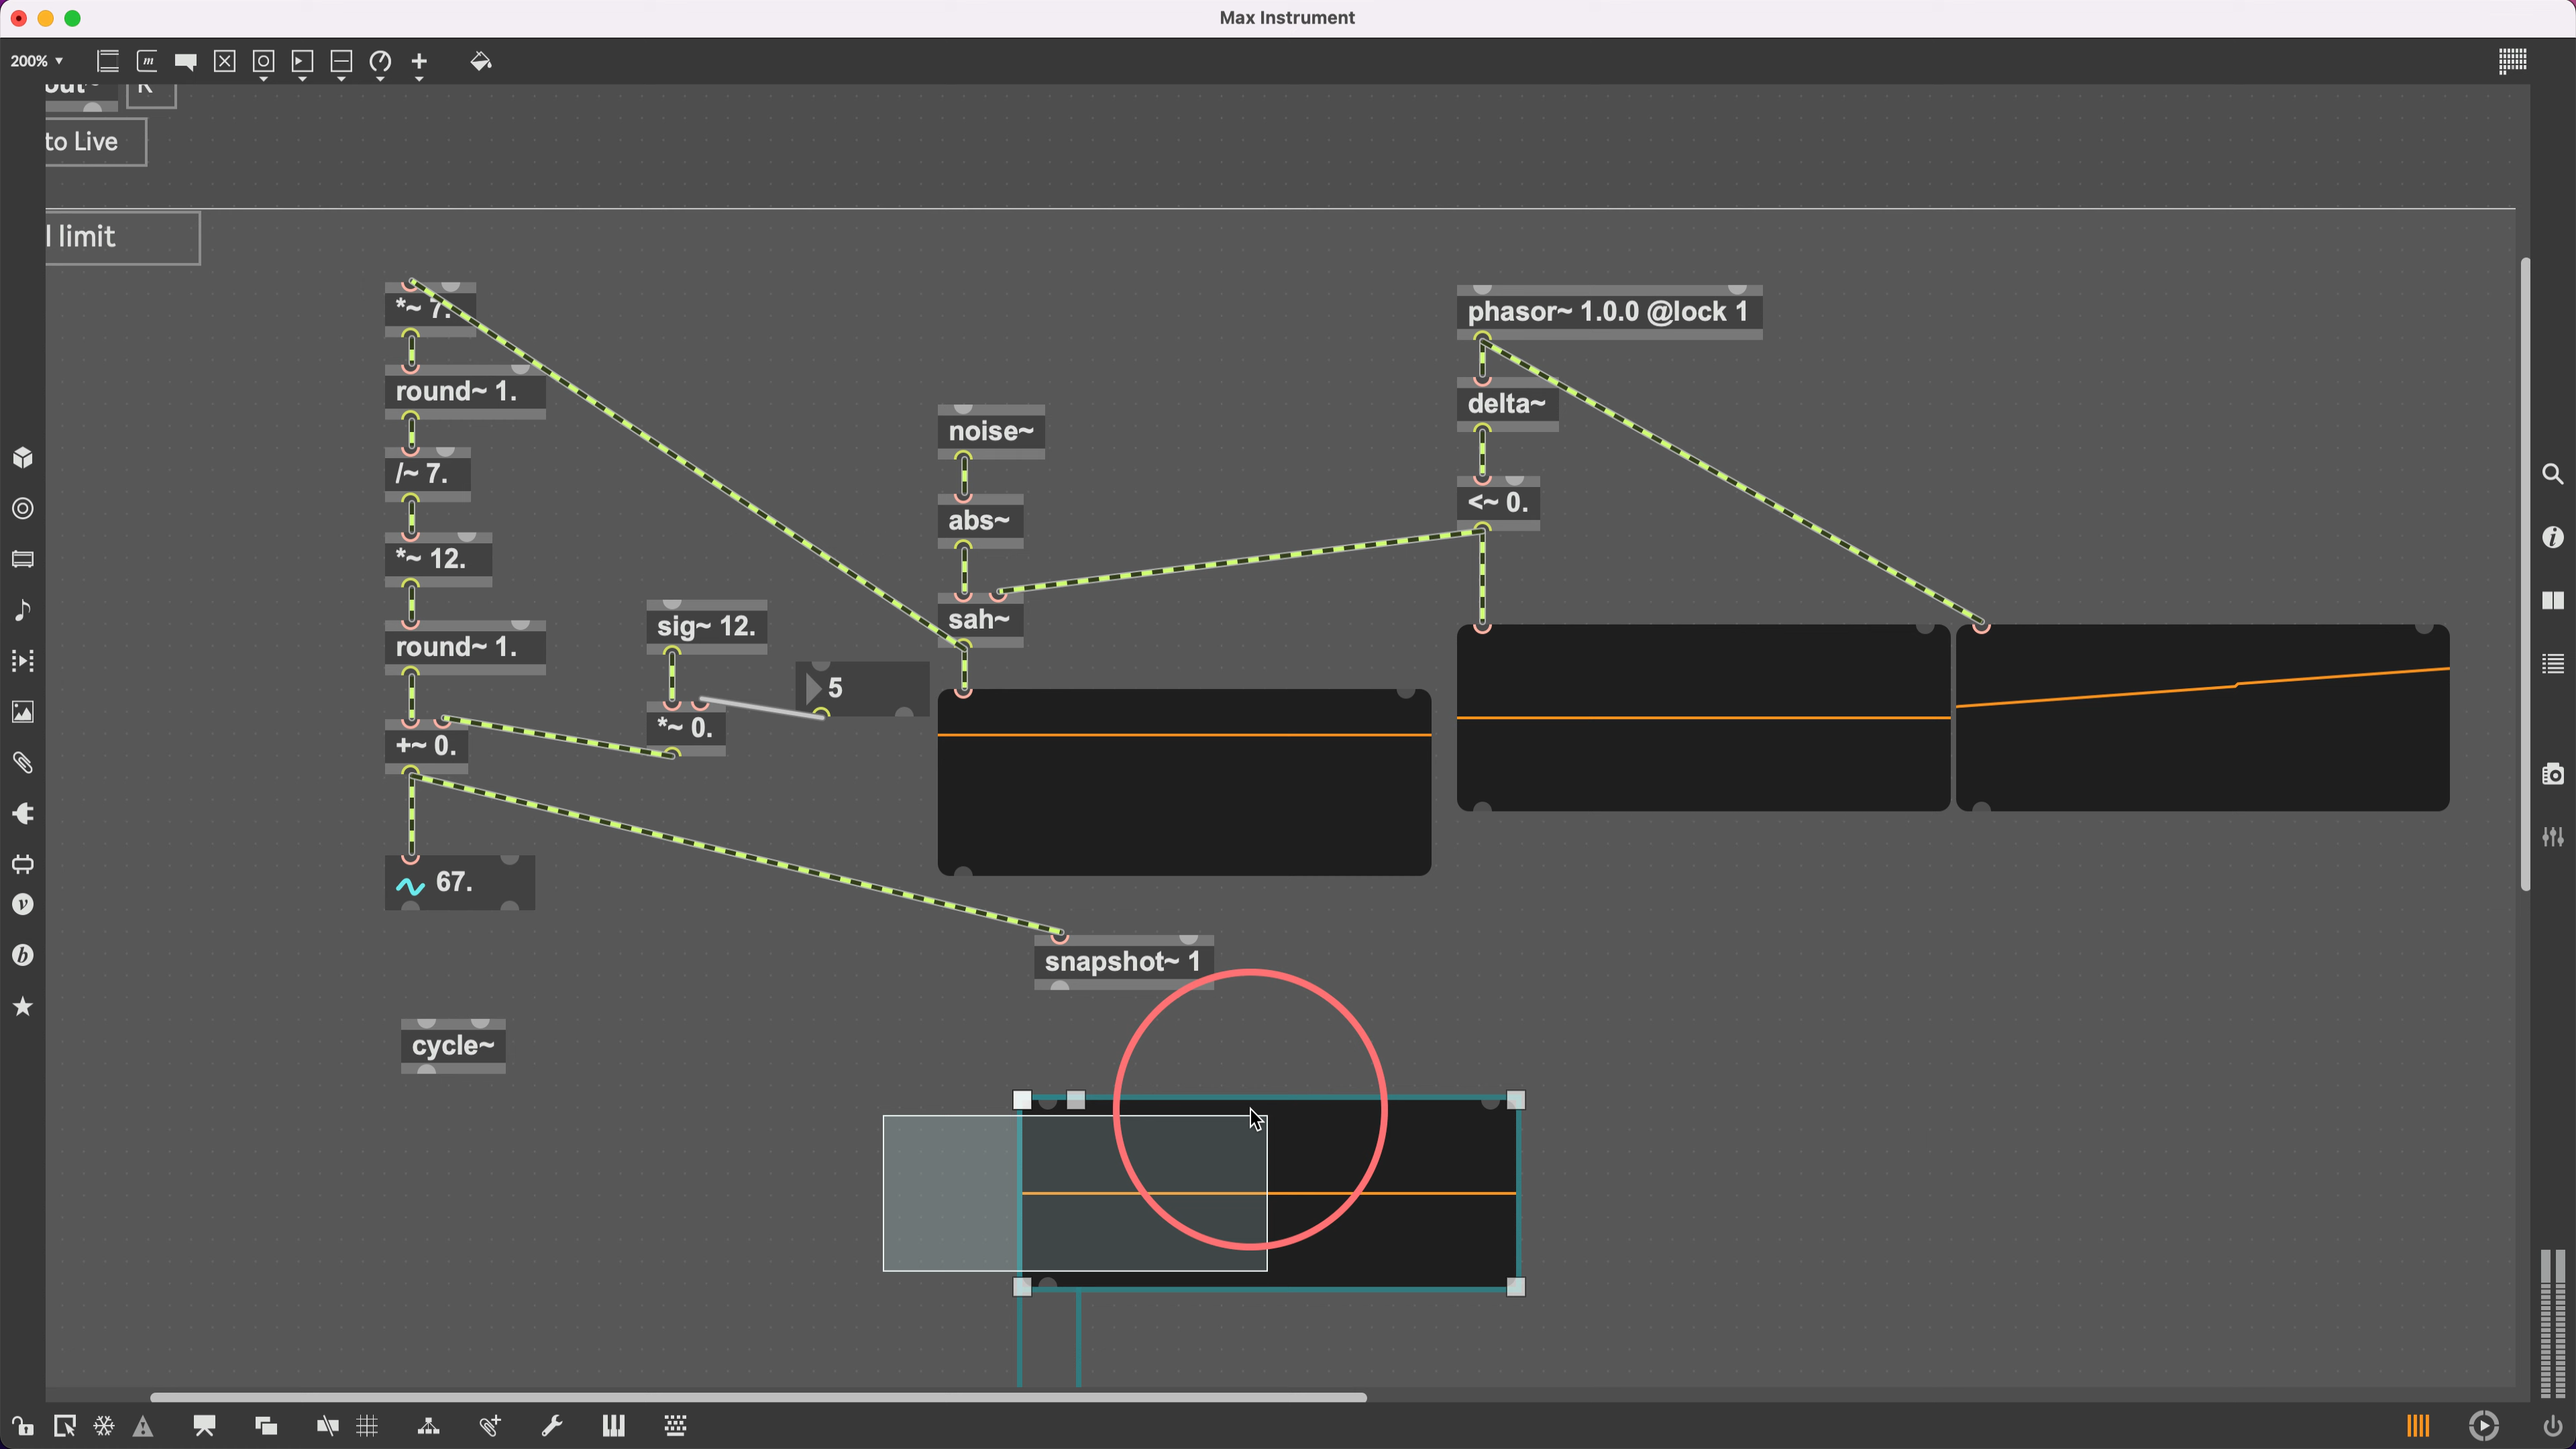 Max Instrument
200%
out~
R
to Live
l limit
*~ 7.
phasor~ 1.0.0 @lock 1
round~ 1.
delta~
noise~
/~ 7.
<~ 0.
abs~
*~ 12.
sah~
sig~ 12.
round~ 1.
5
*~ 0.
+~ 0.
67.
snapshot~ 1
cycle~